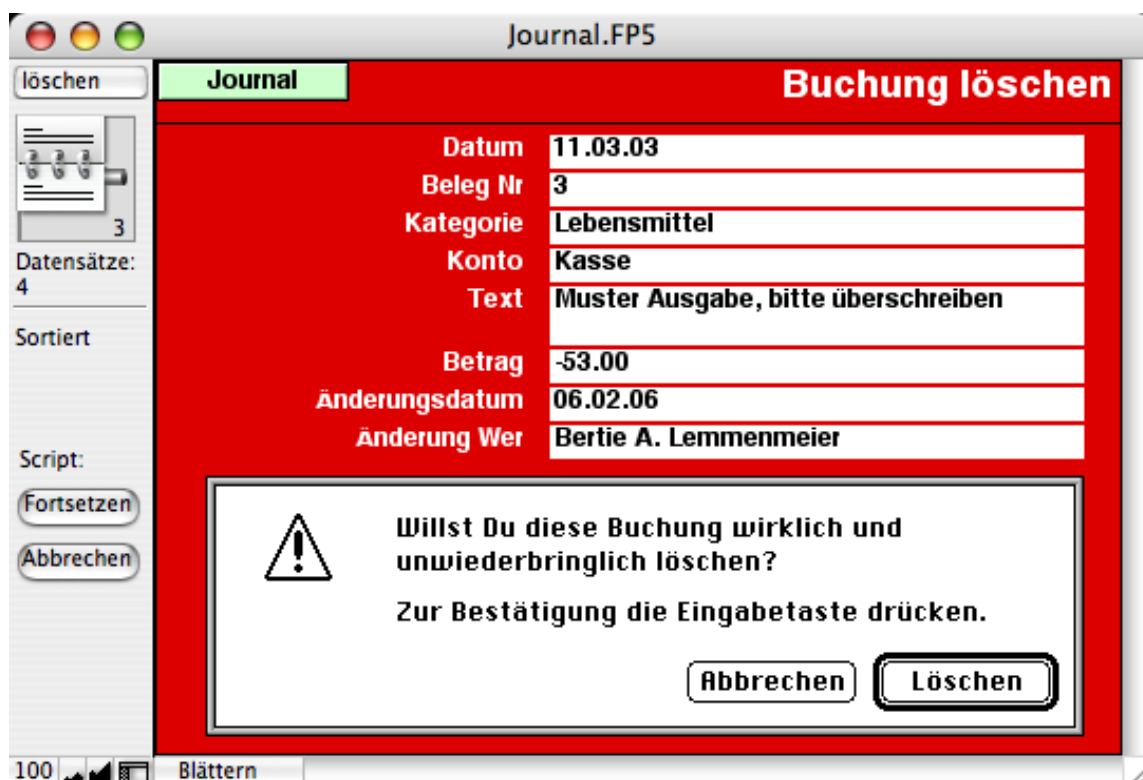 Journal.FP5
löschen
Journal
Buchung löschen
3
Datensätze:
4
Sortiert
Script:
Fortsetzen
Abbrechen
Datum 11.03.03
Beleg Nr 3
Kategorie Lebensmittel
Konto Kasse
Text Muster Ausgabe, bitte überschreiben
Betrag -53.00
Änderungsdatum 06.02.06
Änderung Wer Bertie A. Lemmenmeier
Willst Du diese Buchung wirklich und
unwiederbringlich löschen?
Zur Bestätigung die Eingabetaste drücken.
Abbrechen Löschen
100 Blättern